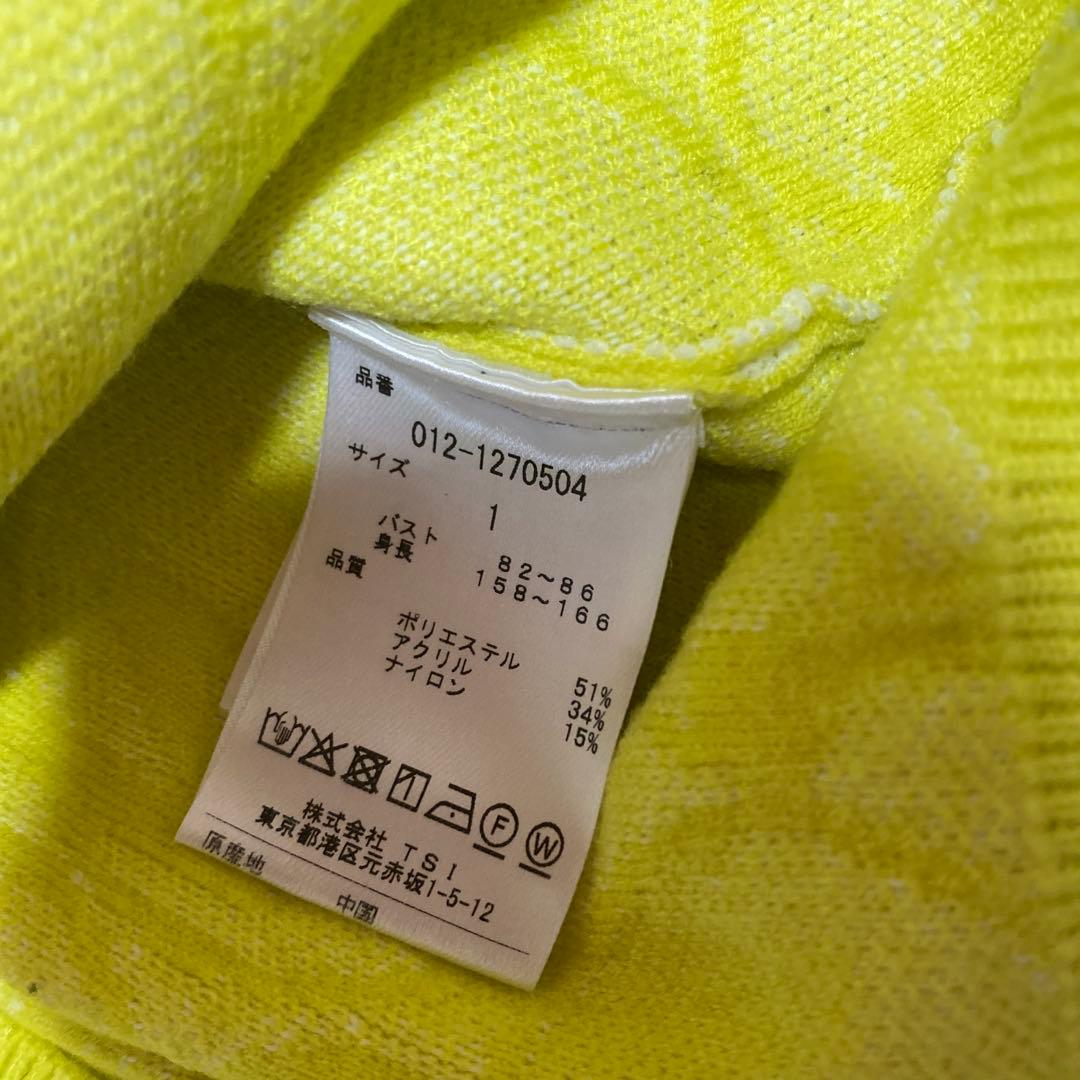 品番
012-1270504
サイズ
1
バスト 82～86
身長 158～166
品質
ポリエステル 51%
アクリル 34%
ナイロン 15%
F W
株式会社 TSI
東京都港区元赤坂1-5-12
原産地
中国